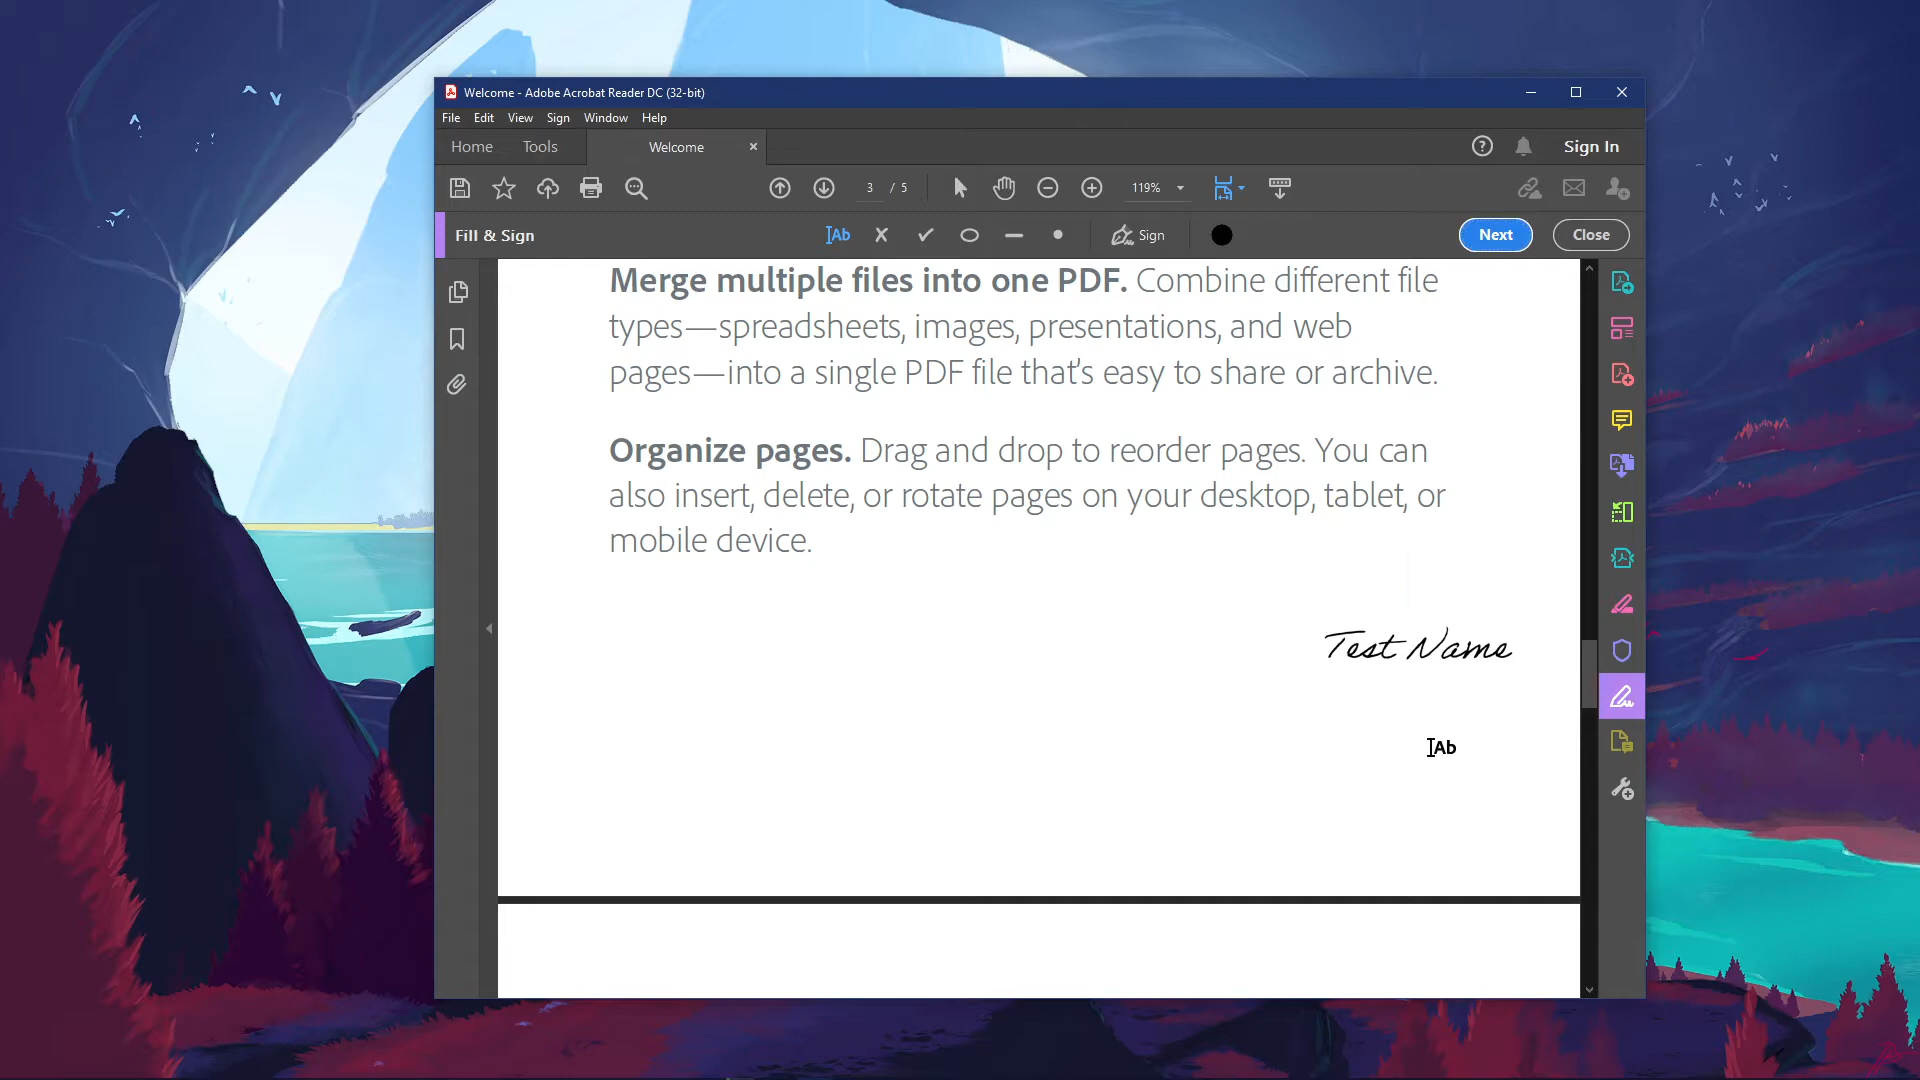 Welcome - Adobe Acrobat Reader DC (32-bit)
File Edit View Sign Window Help
Home Tools Welcome Sign In
3 / 5 119%
Fill & Sign IAb Sign Next Close
Merge multiple files into one PDF. Combine different file
types—spreadsheets, images, presentations, and web
pages—into a single PDF file that's easy to share or archive.
Organize pages. Drag and drop to reorder pages. You can
also insert, delete, or rotate pages on your desktop, tablet, or
mobile device.
Test Name
IAb